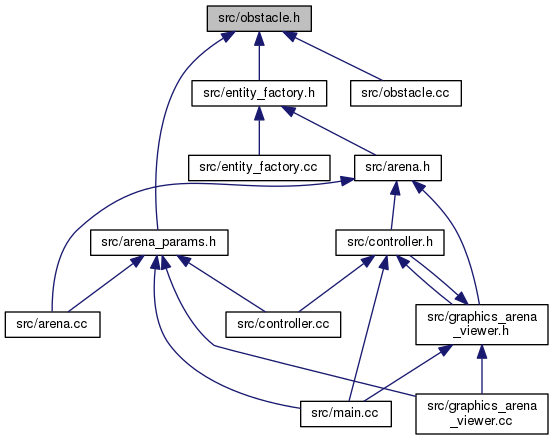 src/obstacle.h
src/entity_factory.h
src/obstacle.cc
src/entity_factory.cc
src/arena.h
src/arena_params.h
src/controller.h
src/arena.cc
src/controller.cc
src/graphics_arena
_viewer.h
src/main.cc
src/graphics_arena
_viewer.cc